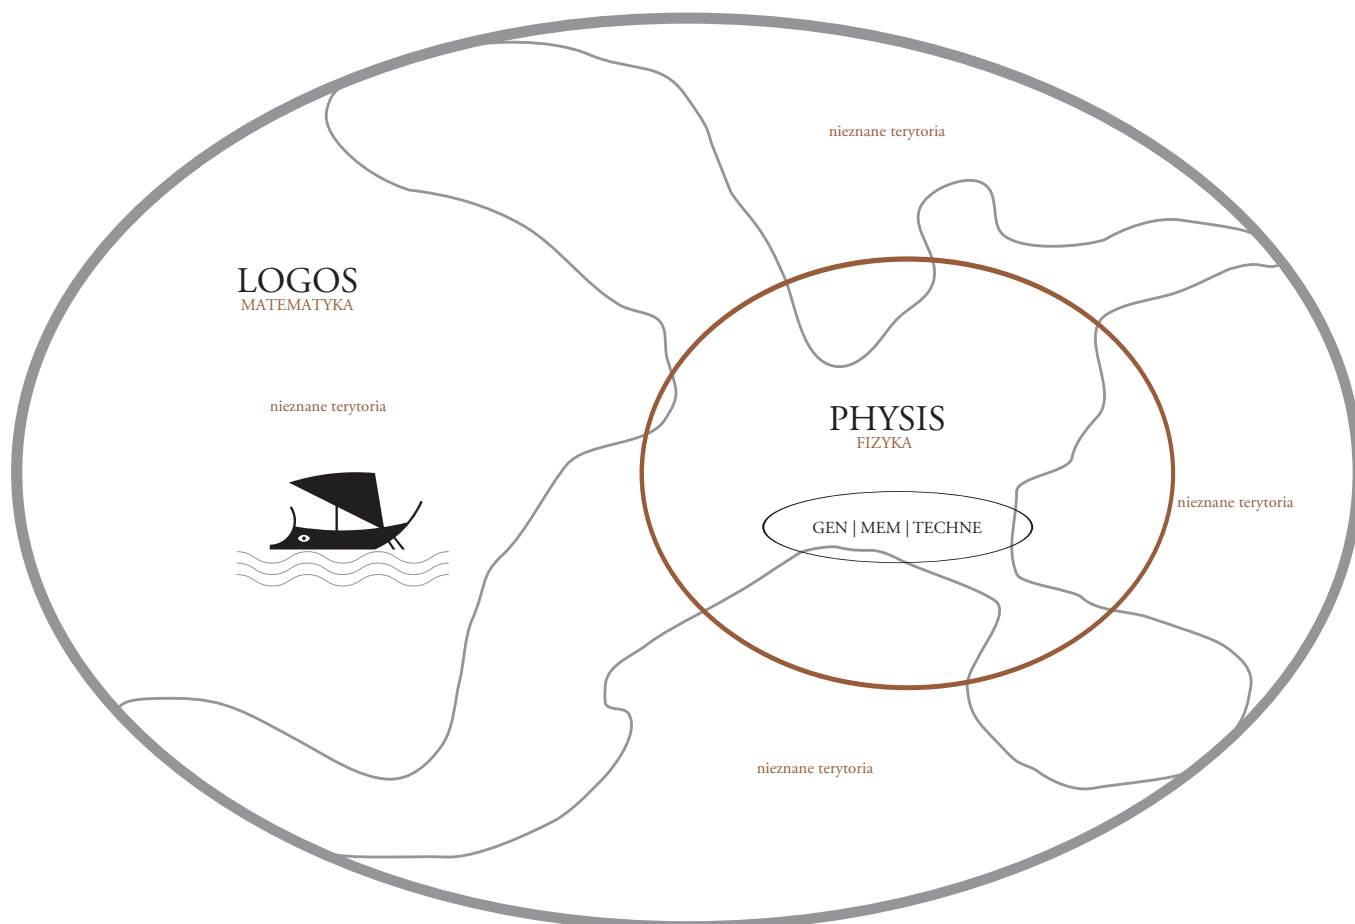 nieznane terytoria
LOGOS
MATEMATYKA
nieznane terytoria
PHYSIS
FIZYKA
nieznane terytoria
GEN | MEM | TECHNE
nieznane terytoria